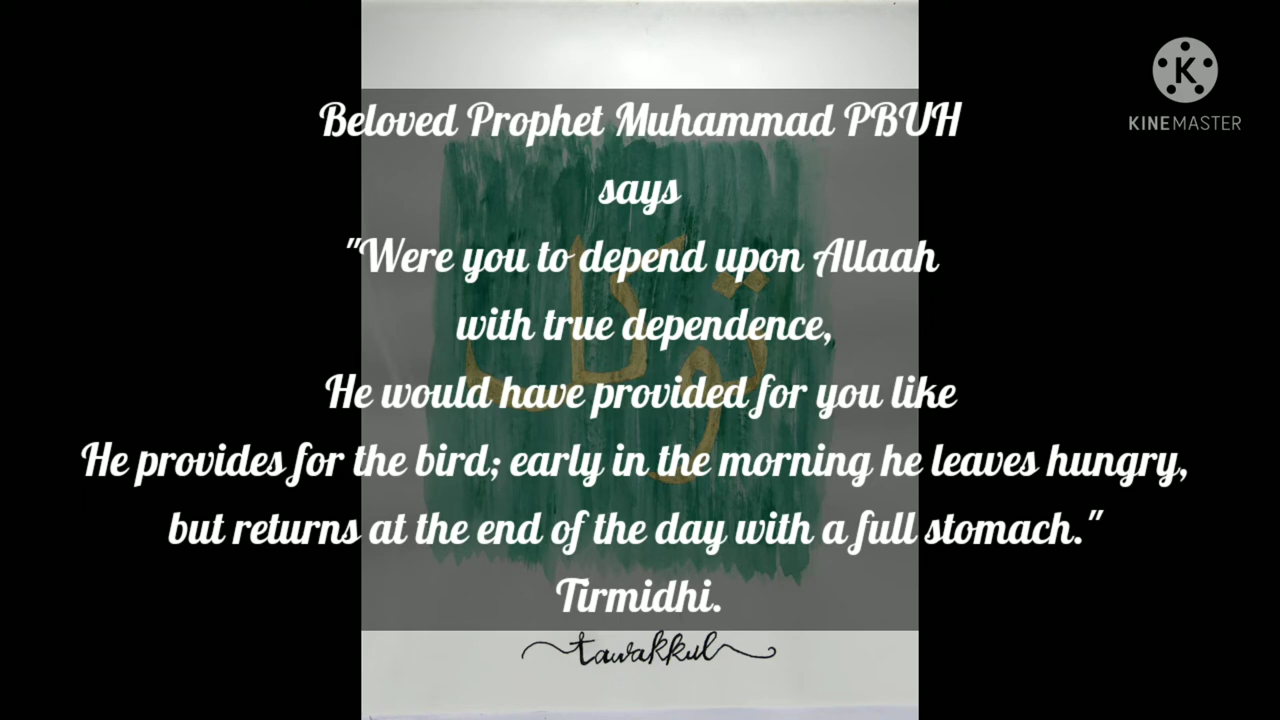 Beloved Prophet Muhammad PBUH
says
"Were you to depend upon Allaah
with true dependence,
He would have provided for you like
He provides for the bird; early in the morning he leaves hungry,
but returns at the end of the day with a full stomach."
Tirmidhi.
توكل
tawakkul
K
KINEMASTER